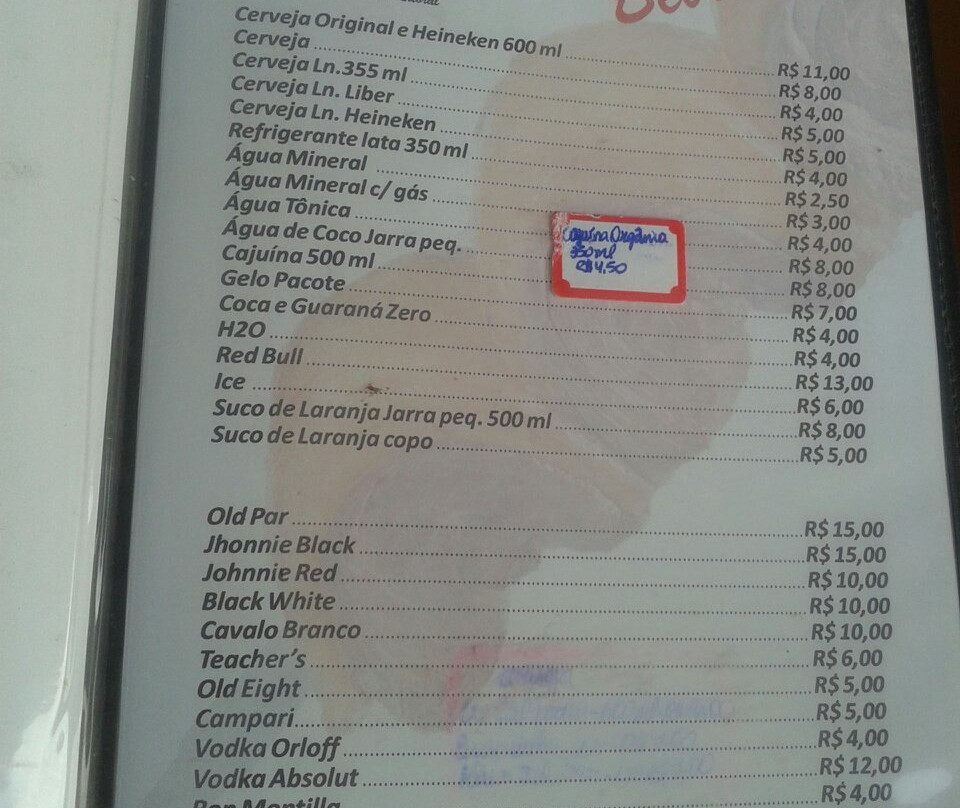 Cerveja Original e Heineken 600 ml R$ 11,00
Cerveja R$ 8,00
Cerveja Ln.355 ml R$ 4,00
Cerveja Ln. Liber R$ 5,00
Cerveja Ln. Heineken R$ 5,00
Refrigerante lata 350 ml R$ 4,00
Água Mineral R$ 2,50
Água Mineral c/ gás R$ 3,00
Água Tônica R$ 4,00
Água de Coco Jarra peq. R$ 8,00
Cajuína 500 ml R$ 8,00
Gelo Pacote R$ 7,00
Coca e Guaraná Zero R$ 4,00
H2O R$ 4,00
Red Bull R$ 13,00
Ice R$ 6,00
Suco de Laranja Jarra peq. 500 ml R$ 8,00
Suco de Laranja copo R$ 5,00
Cajuína Orgânia
350 ml
R$ 4,50
Old Par R$ 15,00
Jhonnie Black R$ 15,00
Johnnie Red R$ 10,00
Black White R$ 10,00
Cavalo Branco R$ 10,00
Teacher's R$ 6,00
Old Eight R$ 5,00
Campari R$ 5,00
Vodka Orloff R$ 4,00
Vodka Absolut R$ 12,00
Ron Montilla R$ 4,00